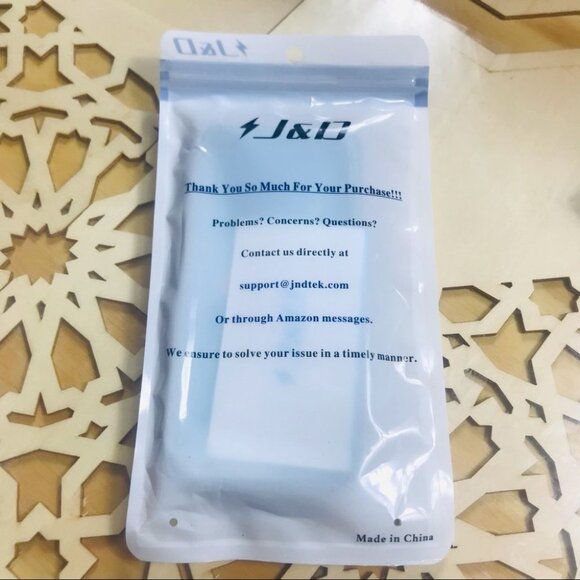 J&D
J&D
Thank You So Much For Your Purchase!!!
Problems? Concerns? Questions?
Contact us directly at
support@jndtek.com
Or through Amazon messages.
We ensure to solve your issue in a timely manner.
Made in China